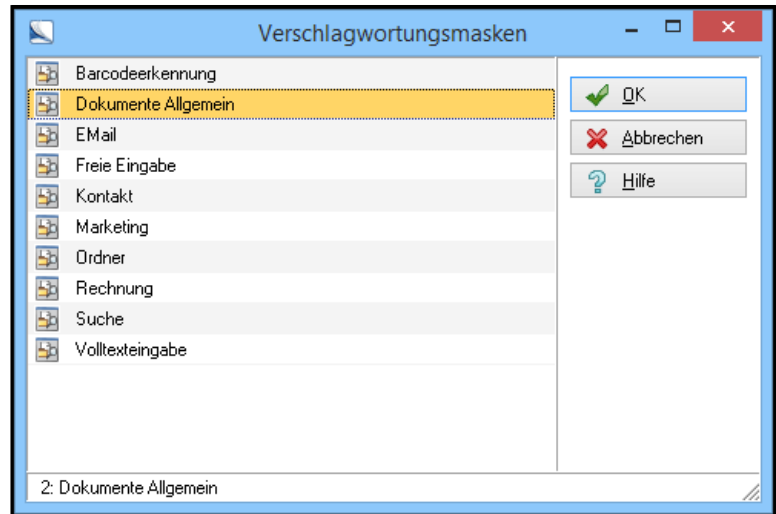 Verschlagwortungsmasken
Barcodeerkennung
Dokumente Allgemein
EMail
Freie Eingabe
Kontakt
Marketing
Ordner
Rechnung
Suche
Volltexteingabe
OK
Abbrechen
Hilfe
2: Dokumente Allgemein